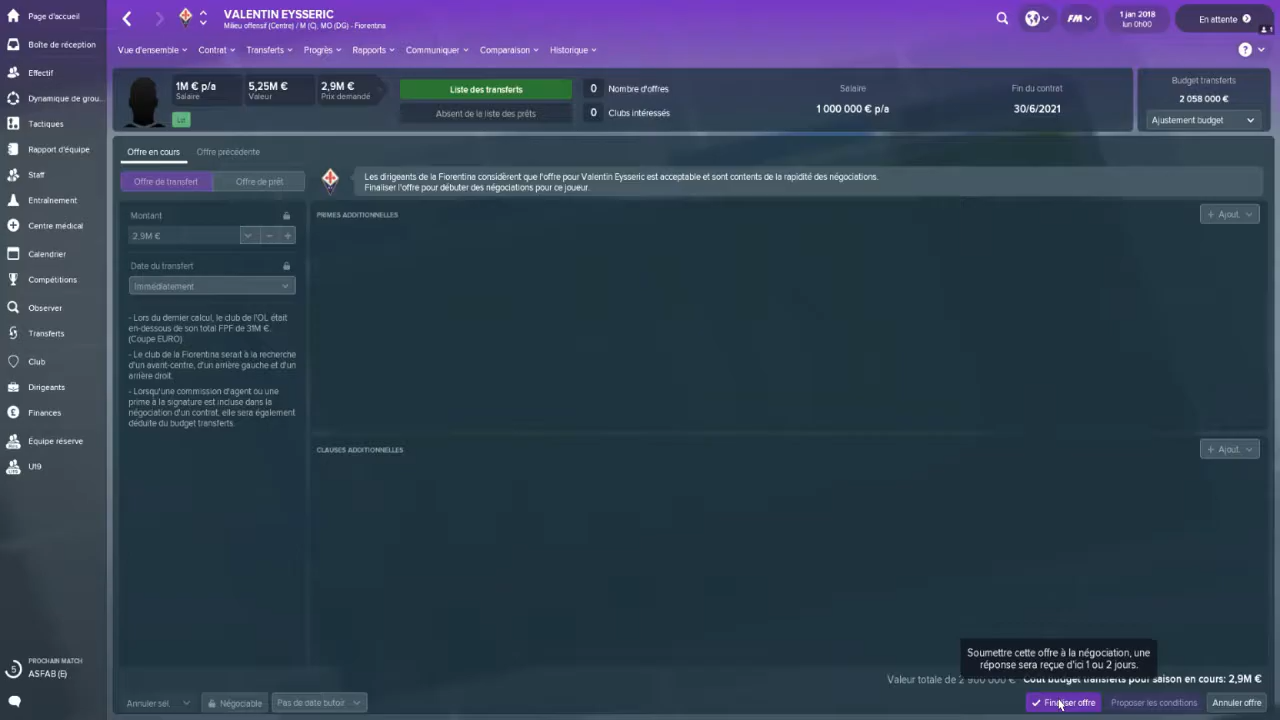 Page d'accueil
VALENTIN EYSSERIC
Milieu offensif (Centre) / M (C), MO (DG) - Fiorentina
FM
1 jan 2018
lun 0h00
En attente
1
Boîte de réception
Vue d'ensemble
Contrat
Transferts
Progrès
Rapports
Communiquer
Comparaison
Historique
?
Effectif
Dynamique de grou...
Tactiques
Rapport d'équipe
Staff
Entraînement
Centre médical
Calendrier
Compétitions
Observer
Transferts
Club
Dirigeants
Finances
Équipe réserve
U19
1M € p/a
Salaire
5,25M €
Valeur
2,9M €
Prix demandé
Lst
Liste des transferts
Absent de la liste des prêts
0 Nombre d'offres
0 Clubs intéressés
Salaire
1 000 000 € p/a
Fin du contrat
30/6/2021
Budget transferts
2 058 000 €
Ajustement budget
Offre en cours
Offre précédente
Offre de transfert
Offre de prêt
Les dirigeants de la Fiorentina considèrent que l'offre pour Valentin Eysseric est acceptable et sont contents de la rapidité des négociations.
Finaliser l'offre pour débuter des négociations pour ce joueur.
Montant
2,9M €
Date du transfert
Immédiatement
- Lors du dernier calcul, le club de l'OL était
en-dessous de son total FPF de 31M €.
(Coupe EURO)
- Le club de la Fiorentina serait à la recherche
d'un avant-centre, d'un arrière gauche et d'un
arrière droit.
- Lorsqu'une commission d'agent ou une
prime à la signature est incluse dans la
négociation d'un contrat, elle sera également
déduite du budget transferts.
PRIMES ADDITIONNELLES
+ Ajout.
CLAUSES ADDITIONNELLES
+ Ajout.
Soumettre cette offre à la négociation, une
réponse sera reçue d'ici 1 ou 2 jours.
Valeur totale de 2 900 000 €
Coût budget transferts pour saison en cours: 2,9M €
5
PROCHAIN MATCH
ASFAB (E)
Annuler sél.
Négociable
Pas de date butoir
Finaliser offre
Proposer les conditions
Annuler offre